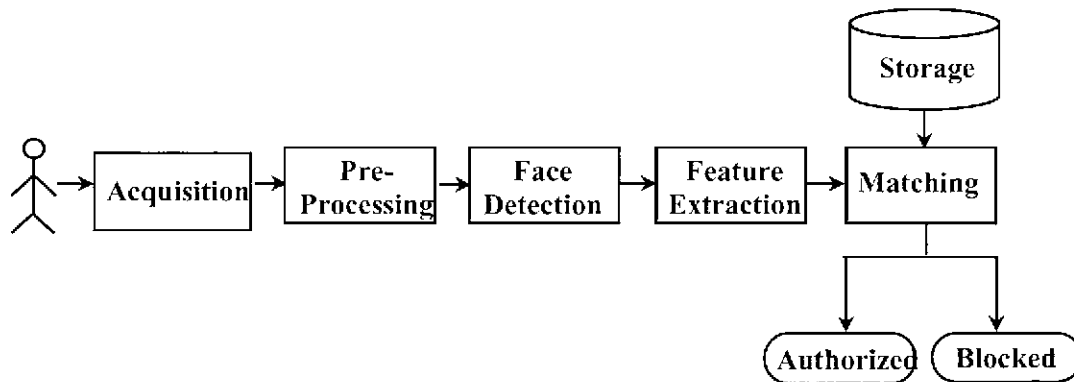 Storage
Acquisition
Pre-
Processing
Face
Detection
Feature
Extraction
Matching
Authorized
Blocked